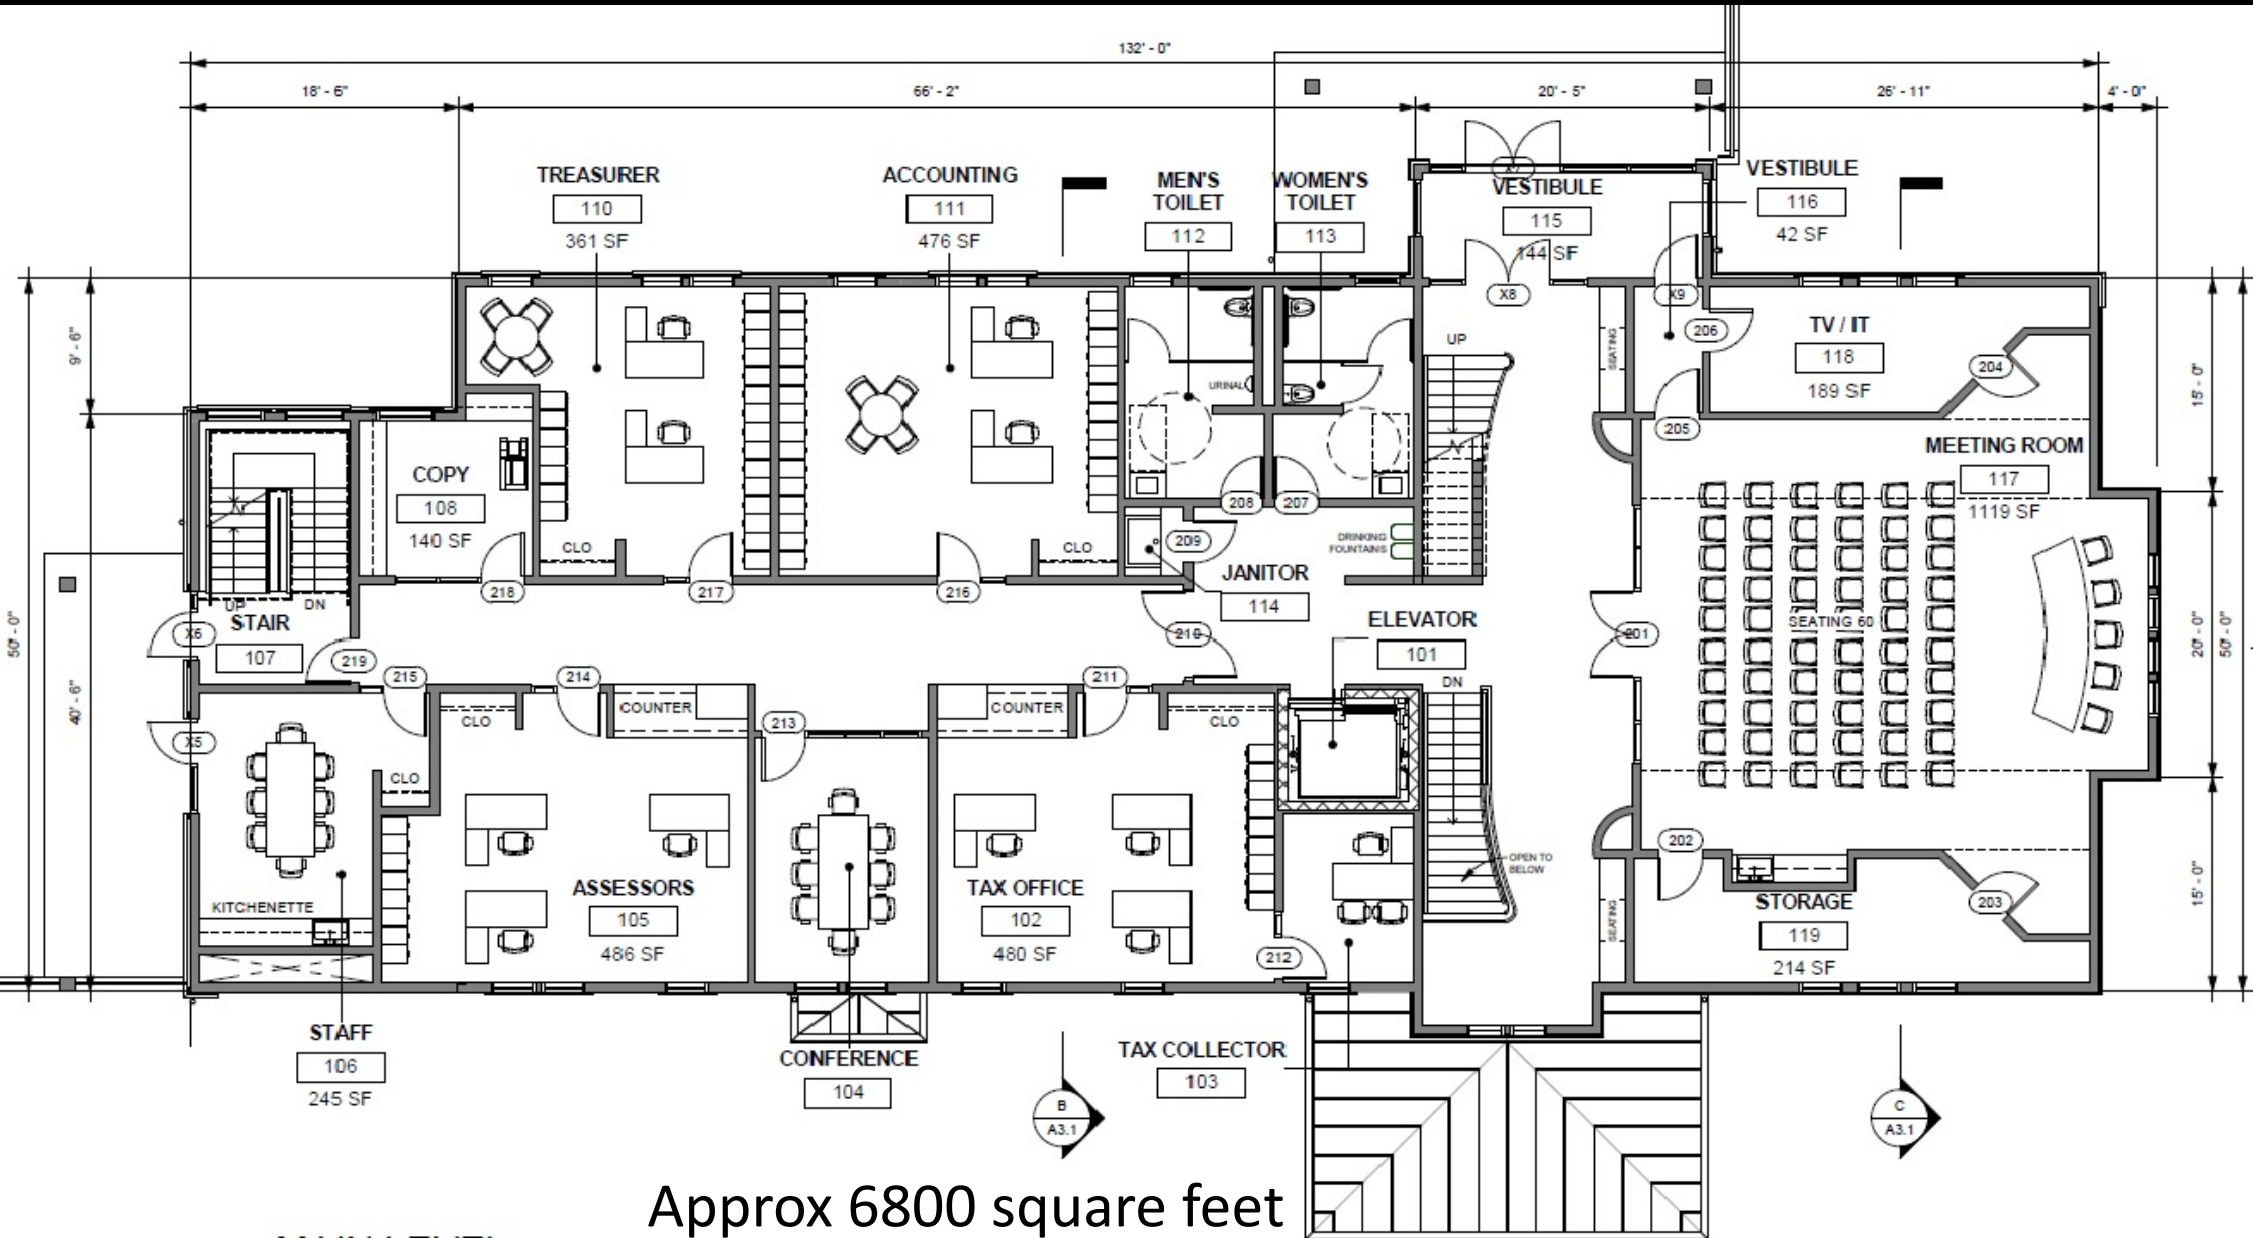 132' - 0"
18' - 6"
66' - 2"
20' - 5"
26' - 11"
4' - 0"
TREASURER
110
361 SF
ACCOUNTING
111
476 SF
MEN'S
TOILET
112
WOMEN'S
TOILET
113
VESTIBULE
115
144 SF
VESTIBULE
116
42 SF
X8
X9
206
TV / IT
118
189 SF
204
205
UP
SEATING
URINAL
9' - 6"
40' - 6"
50' - 0"
15' - 0"
20' - 0"
50' - 0"
15' - 0"
COPY
108
140 SF
CLO
CLO
MEETING ROOM
117
1119 SF
SEATING 60
208
207
209
DRINKING
FOUNTAINS
JANITOR
114
218
217
216
210
UP
DN
STAIR
107
X6
219
ELEVATOR
101
DN
201
215
214
211
CLO
COUNTER
213
COUNTER
CLO
X5
CLO
KITCHENETTE
ASSESSORS
105
486 SF
TAX OFFICE
102
480 SF
OPEN TO
BELOW
202
STORAGE
119
214 SF
203
SEATING
212
STAFF
106
245 SF
CONFERENCE
104
TAX COLLECTOR
103
B
A3.1
C
A3.1
Approx 6800 square feet